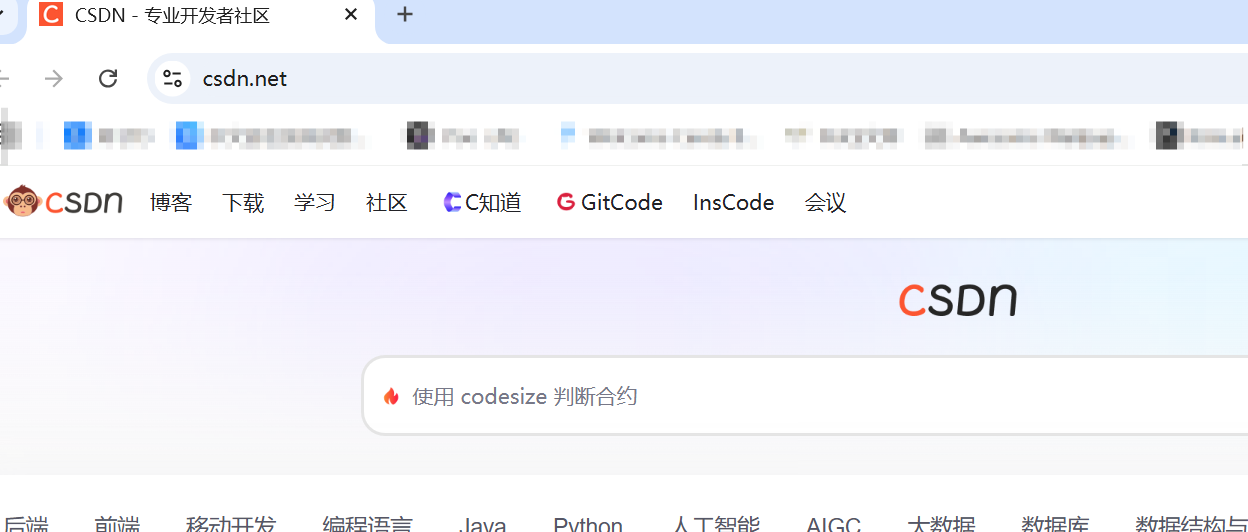 CSDN - 专业开发者社区
csdn.net
CSDN 博客 下载 学习 社区 C知道 GitCode InsCode 会议
CSDN
使用 codesize 判断合约
后端 前端 移动开发 编程语言 Java Python 人工智能 AIGC 大数据 数据库 数据结构与